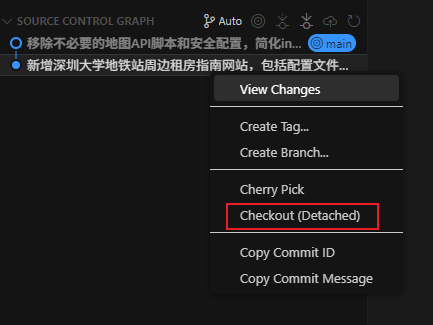 SOURCE CONTROL GRAPH Auto
移除不必要的地图API脚本和安全配置，简化in... main
新增深圳大学地铁站周边租房指南网站，包括配置文件...
View Changes
Create Tag...
Create Branch...
Cherry Pick
Checkout (Detached)
Copy Commit ID
Copy Commit Message